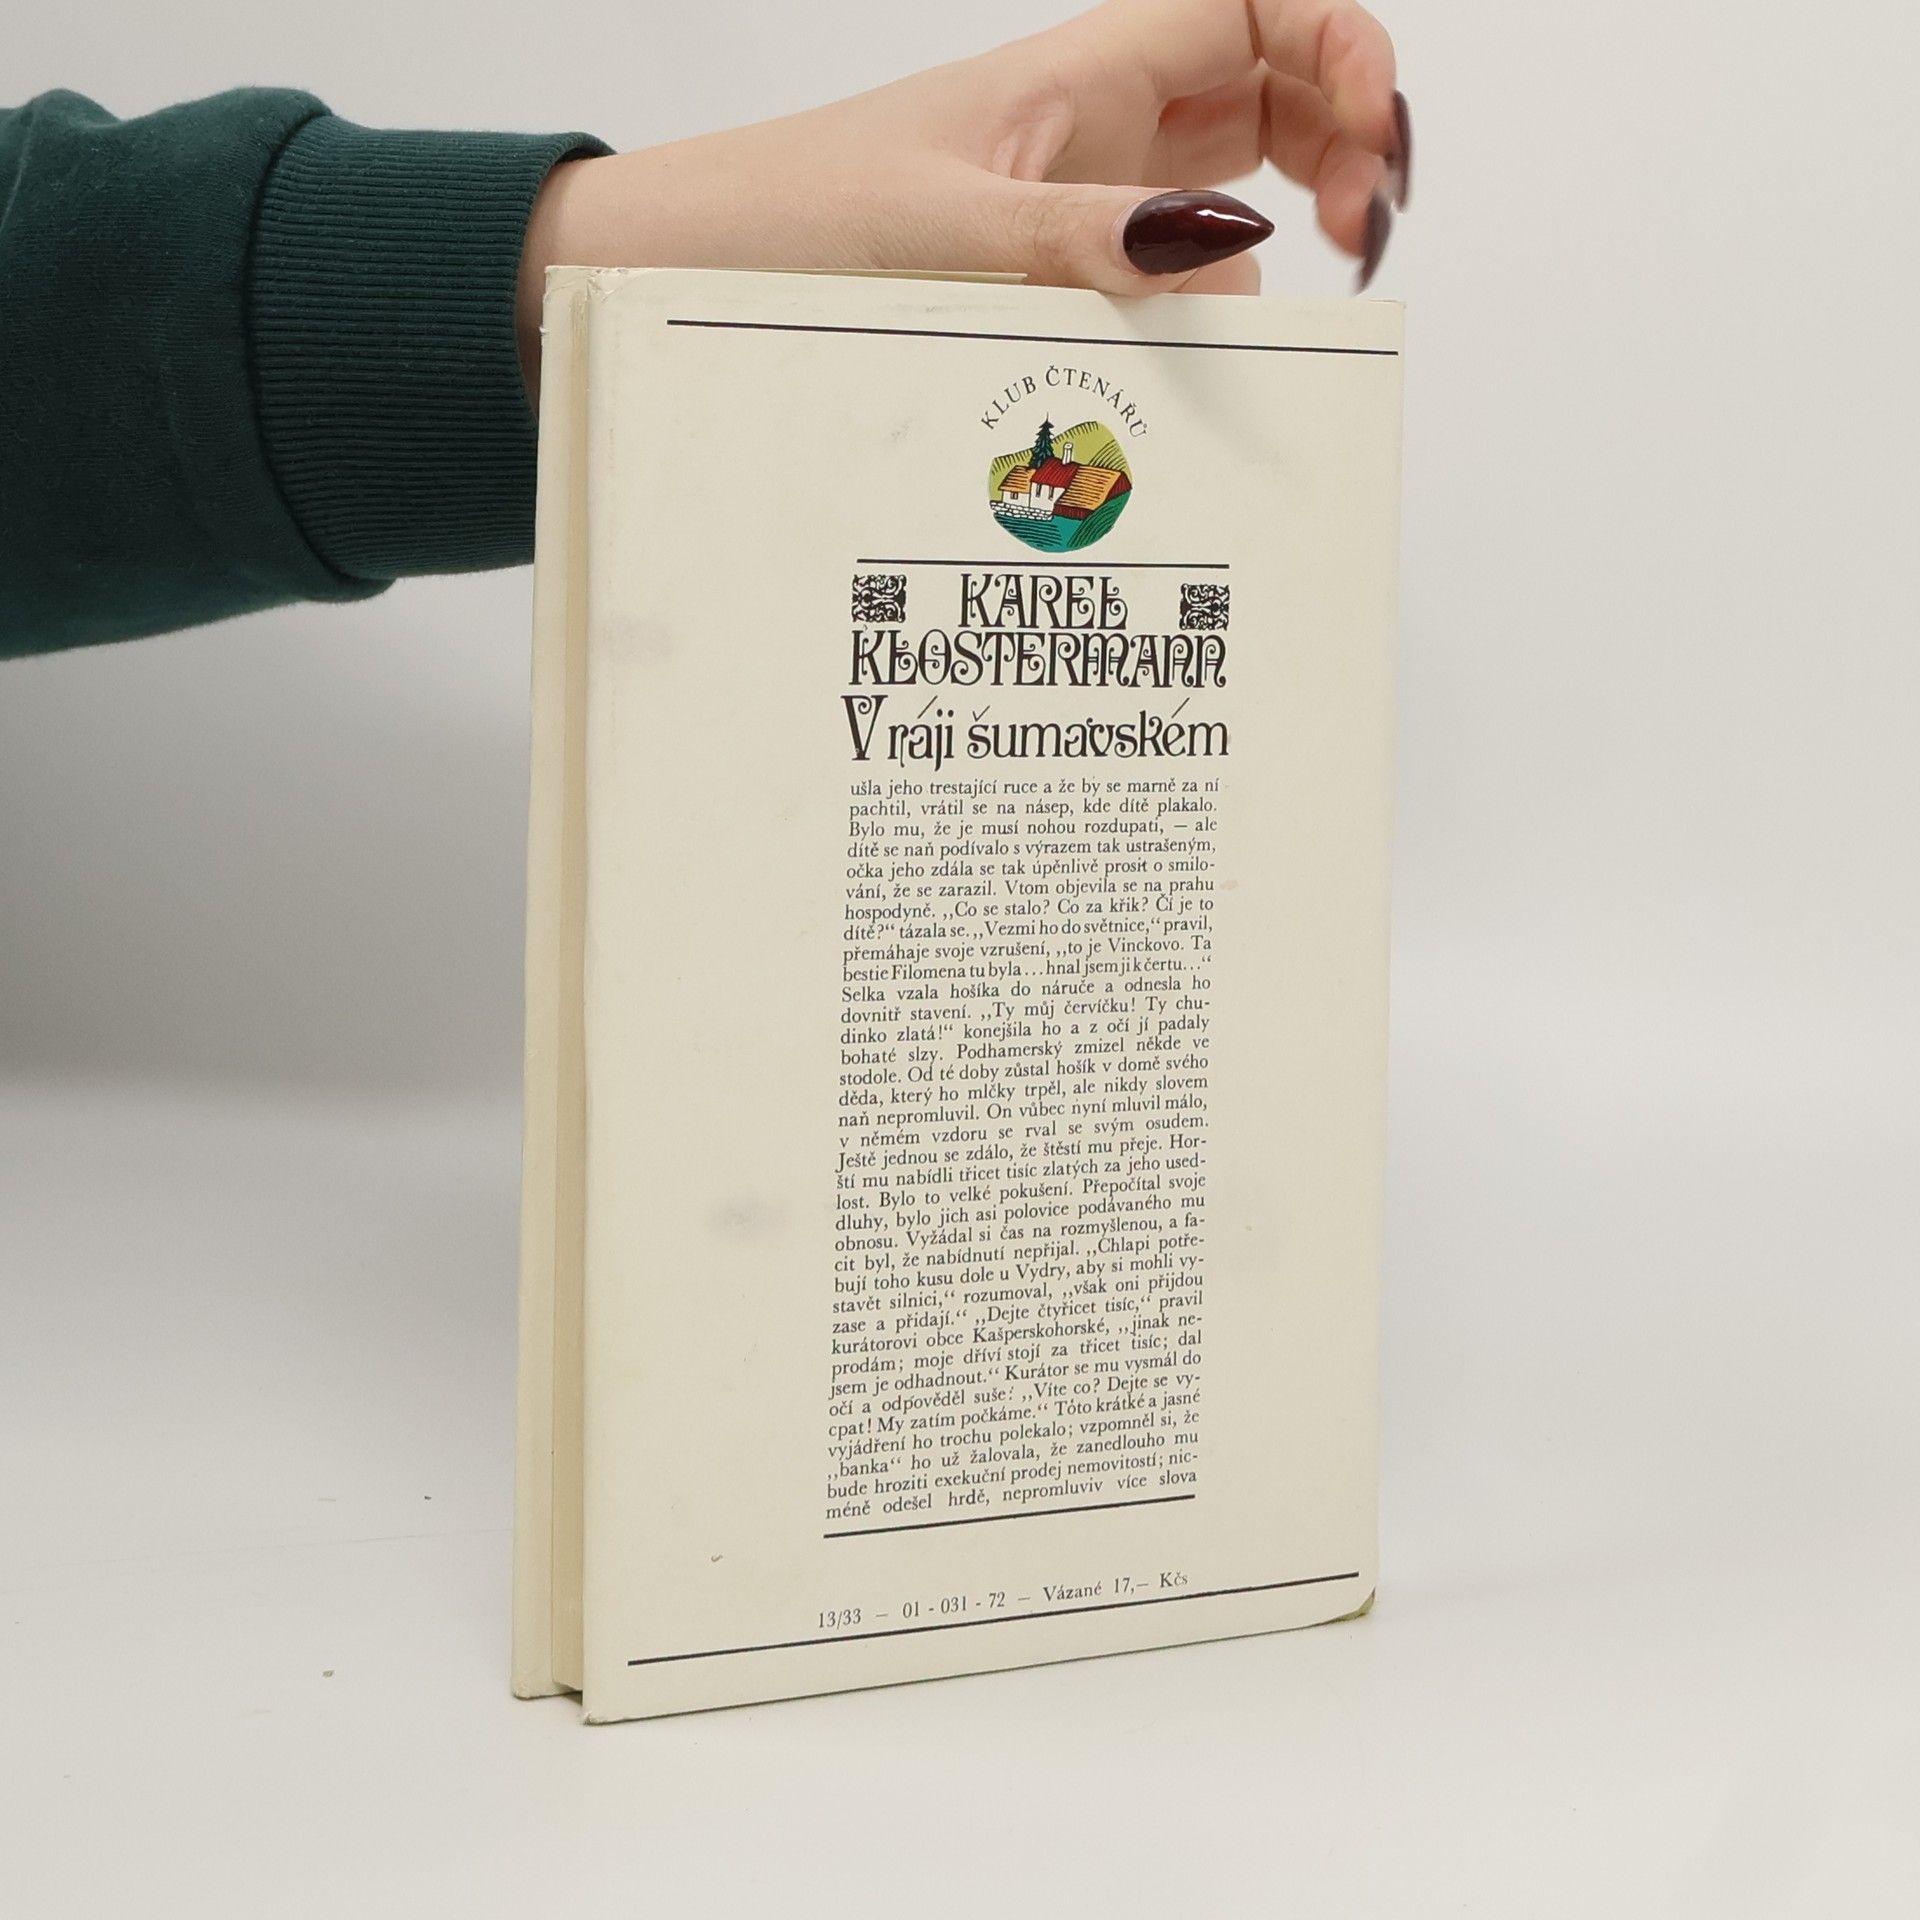 KLUB ČTENÁŘŮ
KAREL
KLOSTERMANN
V ráji šumavském
ušla jeho trestající ruce a že by se marně za ní
pachtil, vrátil se na násep, kde dítě plakalo.
Bylo mu, že je musí nohou rozdupati, — ale
dítě se naň podívalo s výrazem tak ustrašeným,
očka jeho zdála se tak úpěnlivě prosit o smilo-
vání, že se zarazil. Vtom objevila se na prahu
hospodyně. ,,Co se stalo? Co za křik? Čí je to
dítě?“ tázala se. ,,Vezmi ho do světnice,“ pravil,
přemáhaje svoje vzrušení, ,,to je Vinckovo. Ta
bestie Filomena tu byla...hnal jsem ji k čertu...“
Selka vzala hošíka do náruče a odnesla ho
dovnitř stavení. ,,Ty můj červíčku! Ty chu-
dinko zlatá!“ konejšila ho a z očí jí padaly
bohaté slzy. Podhamerský zmizel někde ve
stodole. Od té doby zůstal hošík v domě svého
děda, který ho mlčky trpěl, ale nikdy slovem
naň nepromluvil. On vůbec nyní mluvil málo,
v němém vzdoru se rval se svým osudem.
Ještě jednou se zdálo, že štěstí mu přeje. Hor-
ští mu nabídli třicet tisíc zlatých za jeho used-
lost. Bylo to velké pokušení. Přepočítal svoje
dluhy, bylo jich asi polovice podávaného mu
obnosu. Vyžádal si čas na rozmyšlenou, a fa-
cit byl, že nabídnutí nepřijal. ,,Chlapi potře-
bují toho kusu dole u Vydry, aby si mohli vy-
stavět silnici,“ rozumoval, ,,však oni přijdou
zase a přidají.“ ,,Dejte čtyřicet tisíc,“ pravil
kurátorovi obce Kašperskohorské, ,,jinak ne-
prodám; moje dříví stojí za třicet tisíc; dal
jsem je odhadnout.“ Kurátor se mu vysmál do
očí a odpověděl suše: ,,Víte co? Dejte se vy-
cpat! My zatím počkáme.“ Toto krátké a jasné
vyjádření ho trochu polekalo; vzpomněl si, že
,,banka“ ho už žalovala, že zanedlouho mu
bude hroziti exekuční prodej nemovitostí; nic-
méně odešel hrdě, nepromluviv více slova
13/33 — 01 - 031 - 72 — Vázané 17,— Kčs